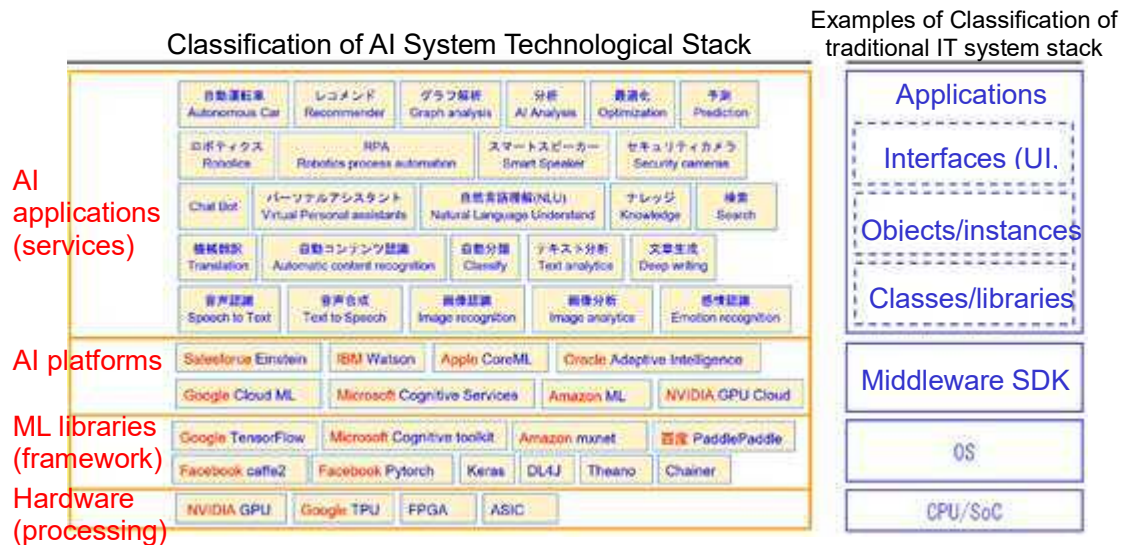 Examples of Classification of
traditional IT system stack
Classification of AI System Technological Stack
AI
applications
(services)
自動運転車
Autonomous Car
レコメンド
Recommender
グラフ解析
Graph analysis
分析
AI Analysis
最適化
Optimization
予測
Prediction
ロボティクス
Robotics
RPA
Robotics process automation
スマートスピーカー
Smart Speaker
セキュリティカメラ
Security cameras
Chat Bot
パーソナルアシスタント
Virtual Personal assistants
自然言語理解(NLU)
Natural Language Understand
ナレッジ
Knowledge
検索
Search
機械翻訳
Translation
自動コンテンツ認識
Automatic content recognition
自動分類
Classify
テキスト分析
Text analytics
文章生成
Deep writing
音声認識
Speech to Text
音声合成
Text to Speech
画像認識
Image recognition
画像分析
Image analytics
感情認識
Emotion recognition
AI platforms
Salesforce Einstein
IBM Watson
Apple CoreML
Oracle Adaptive Intelligence
Google Cloud ML
Microsoft Cognitive Services
Amazon ML
NVIDIA GPU Cloud
ML libraries
(framework)
Google TensorFlow
Microsoft Cognitive toolkit
Amazon mxnet
百度 PaddlePaddle
Facebook caffe2
Facebook Pytorch
Keras
DL4J
Theano
Chainer
Hardware
(processing)
NVIDIA GPU
Google TPU
FPGA
ASIC
Applications
Interfaces (UI,
Objects/instances
Classes/libraries
Middleware SDK
OS
CPU/SoC